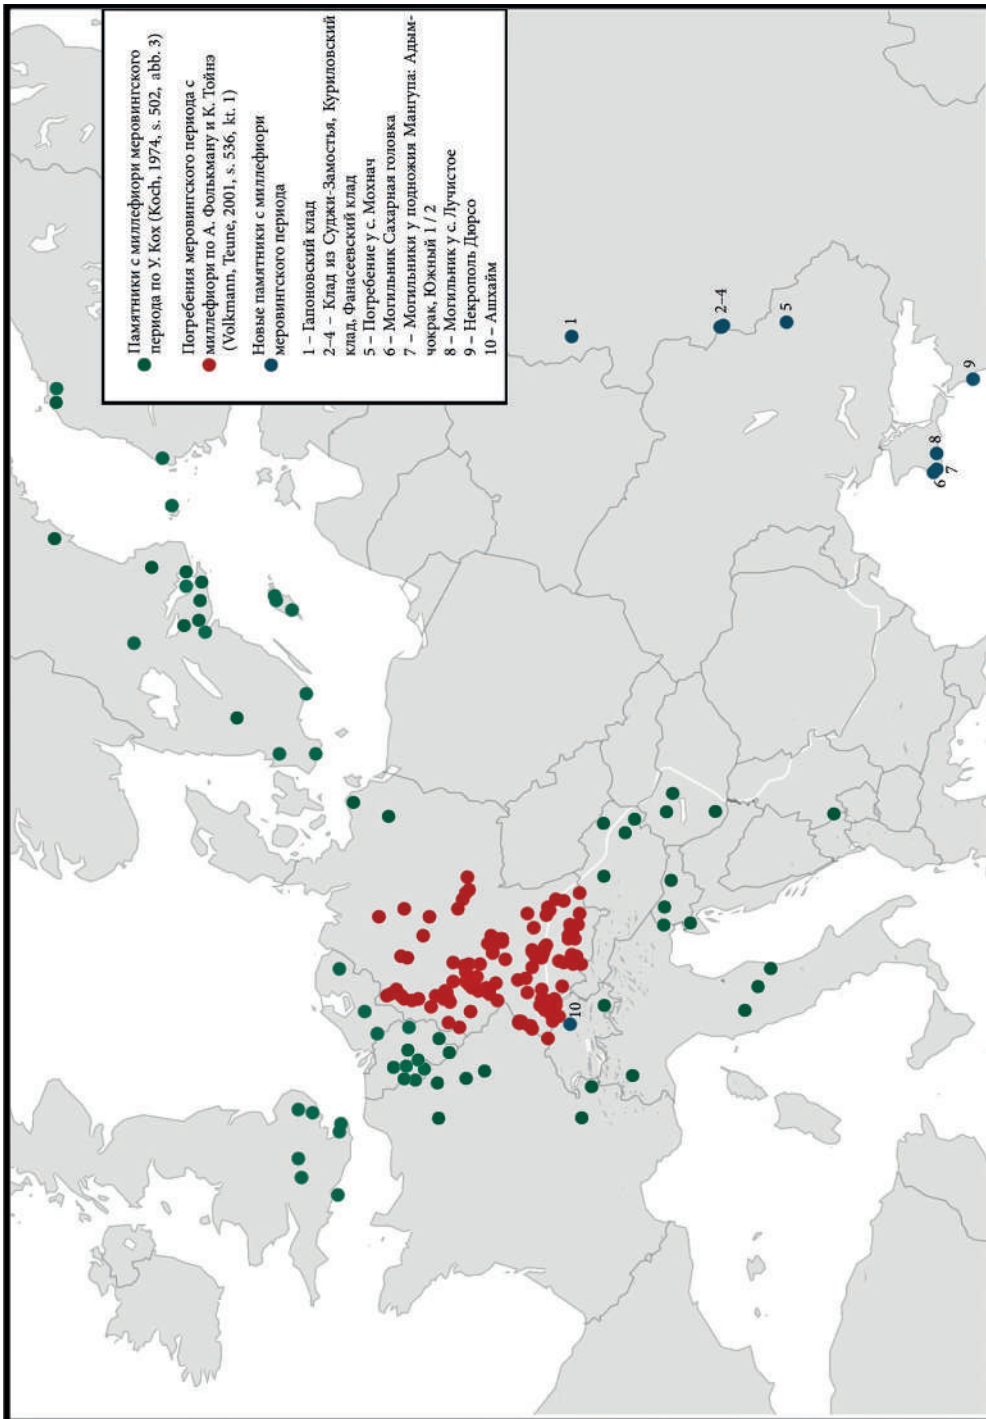 Памятники с миллефиори меровингского
периода по У. Кох (Koch, 1974, s. 502, abb. 3)
Погребения меровингского периода с
миллефиори по А. Фолькману и К. Тойнэ
(Volkmann, Teune, 2001, s. 536, kt. 1)
Новые памятники с миллефиори
меровингского периода
1 – Гапоновский клад
2–4 – Клад из Суджи-Замостья, Куриловский
клад, Фанасеевский клад
5 – Погребение у с. Мохнач
6 – Могильник Сахарная головка
7 – Могильники у подножия Мангупа: Адым-
чокрак, Южный 1 / 2
8 – Могильник у с. Лучистое
9 – Некрополь Дюрсо
10 – Ашхайм
1
2–4
5
9
8
7
6
10